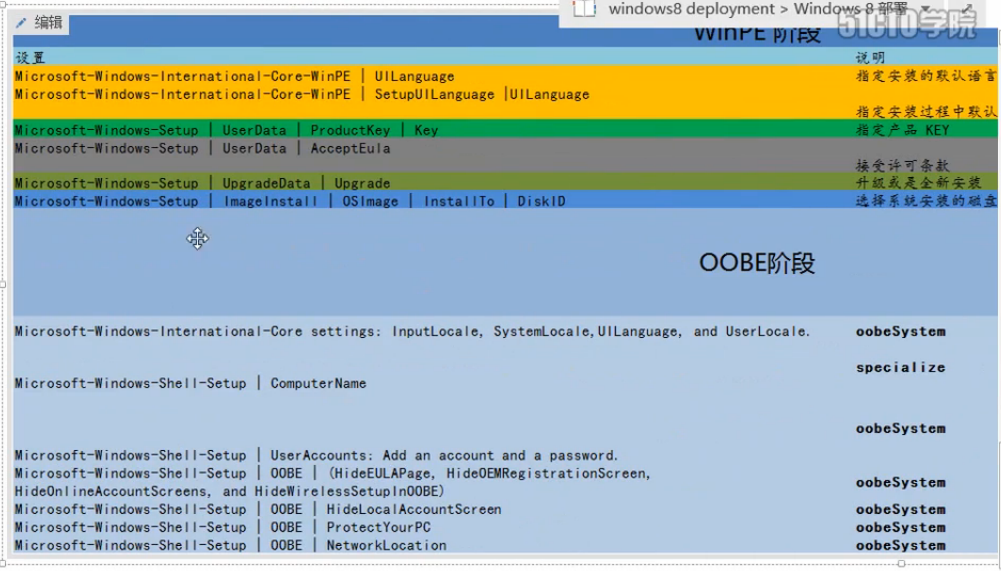 编辑
windows8 deployment > Windows 8 部署
51CTO学院
WinPE 阶段
设置 说明
Microsoft-Windows-International-Core-WinPE | UILanguage 指定安装的默认语言
Microsoft-Windows-International-Core-WinPE | SetupUILanguage |UILanguage
指定安装过程中默认
Microsoft-Windows-Setup | UserData | ProductKey | Key 指定产品 KEY
Microsoft-Windows-Setup | UserData | AcceptEula
接受许可条款
Microsoft-Windows-Setup | UpgradeData | Upgrade 升级或是全新安装
Microsoft-Windows-Setup | ImageInstall | OSImage | InstallTo | DiskID 选择系统安装的磁盘
OOBE阶段
Microsoft-Windows-International-Core settings: InputLocale, SystemLocale,UILanguage, and UserLocale. oobeSystem
specialize
Microsoft-Windows-Shell-Setup | ComputerName
oobeSystem
Microsoft-Windows-Shell-Setup | UserAccounts: Add an account and a password.
Microsoft-Windows-Shell-Setup | OOBE | (HideEULAPage, HideOEMRegistrationScreen,
HideOnlineAccountScreens, and HideWirelessSetupInOOBE) oobeSystem
Microsoft-Windows-Shell-Setup | OOBE | HideLocalAccountScreen oobeSystem
Microsoft-Windows-Shell-Setup | OOBE | ProtectYourPC oobeSystem
Microsoft-Windows-Shell-Setup | OOBE | NetworkLocation oobeSystem